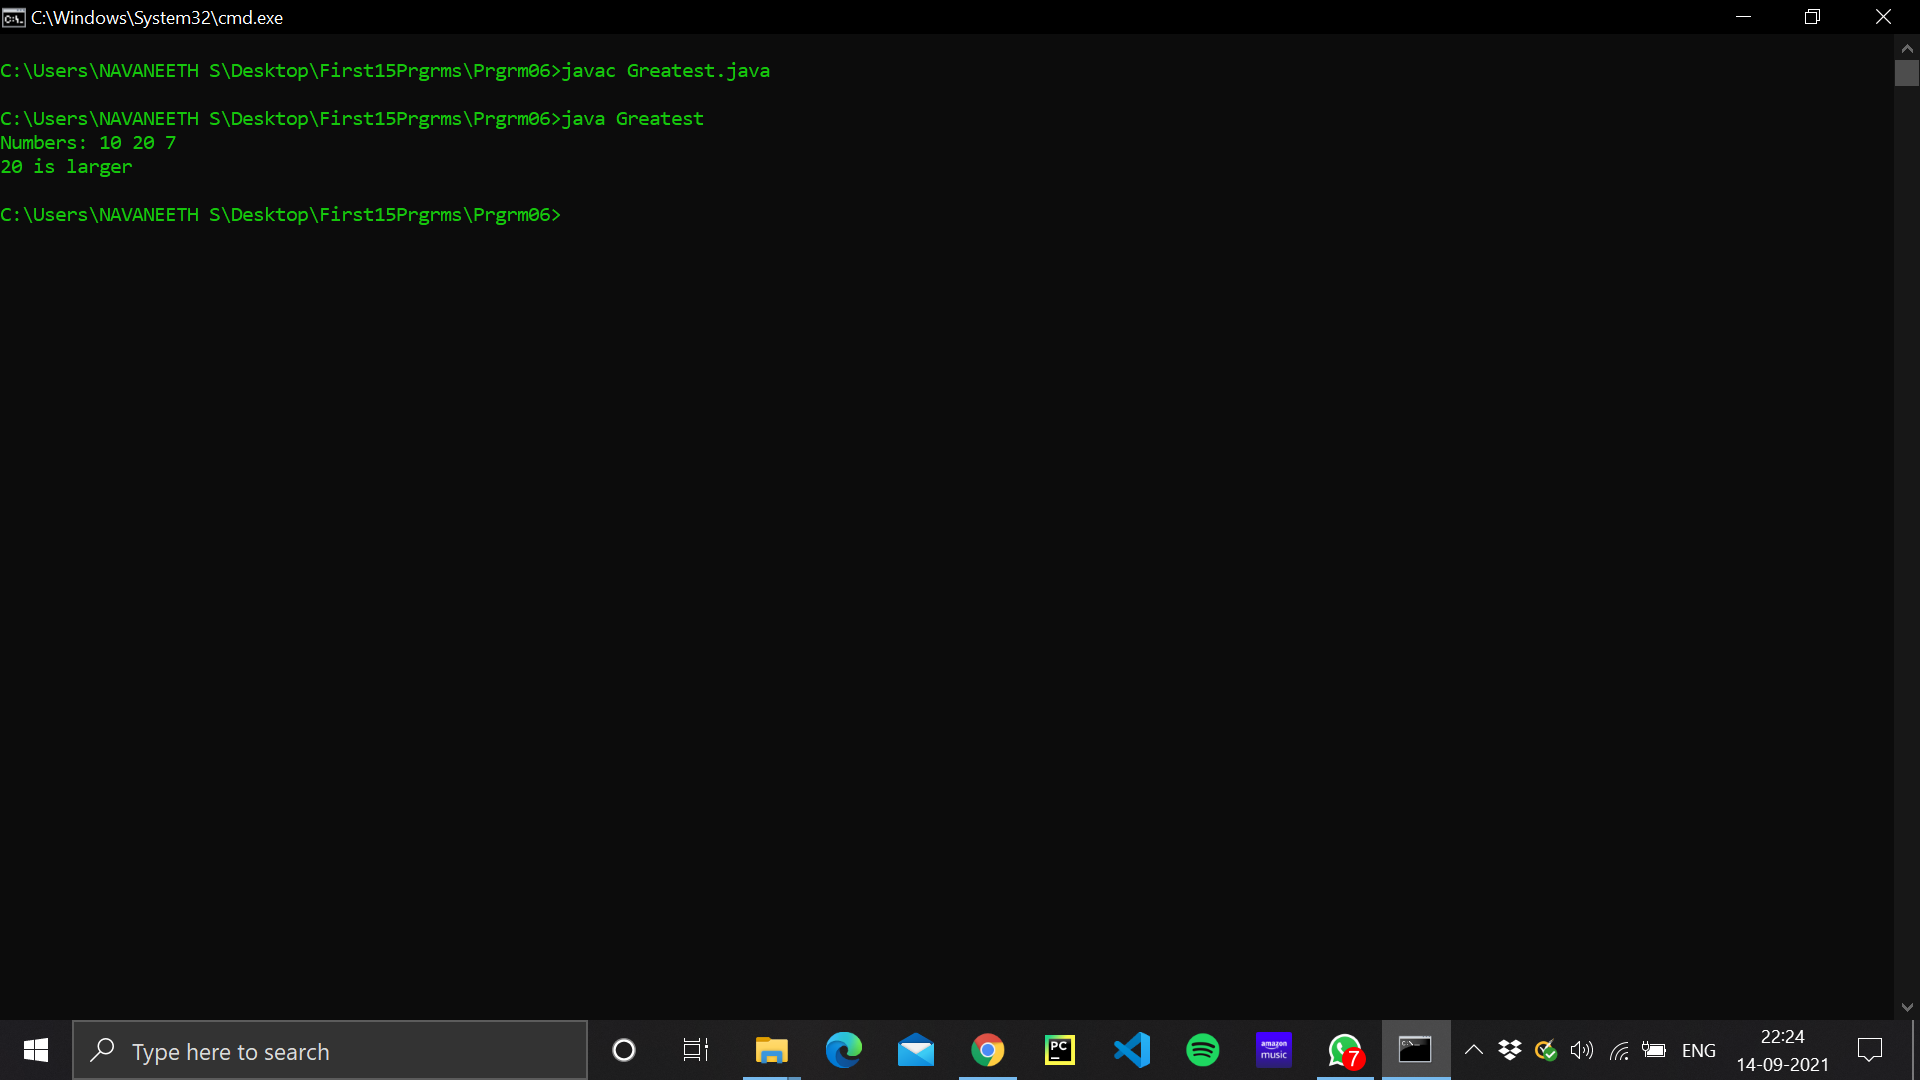 C:\Windows\System32\cmd.exe
C:\Users\NAVANEETH S\Desktop\First15Prgrms\Prgrm06>javac Greatest.java
C:\Users\NAVANEETH S\Desktop\First15Prgrms\Prgrm06>java Greatest
Numbers: 10 20 7
20 is larger
C:\Users\NAVANEETH S\Desktop\First15Prgrms\Prgrm06>
Type here to search
PC
amazon music
7
ENG
22:24
14-09-2021